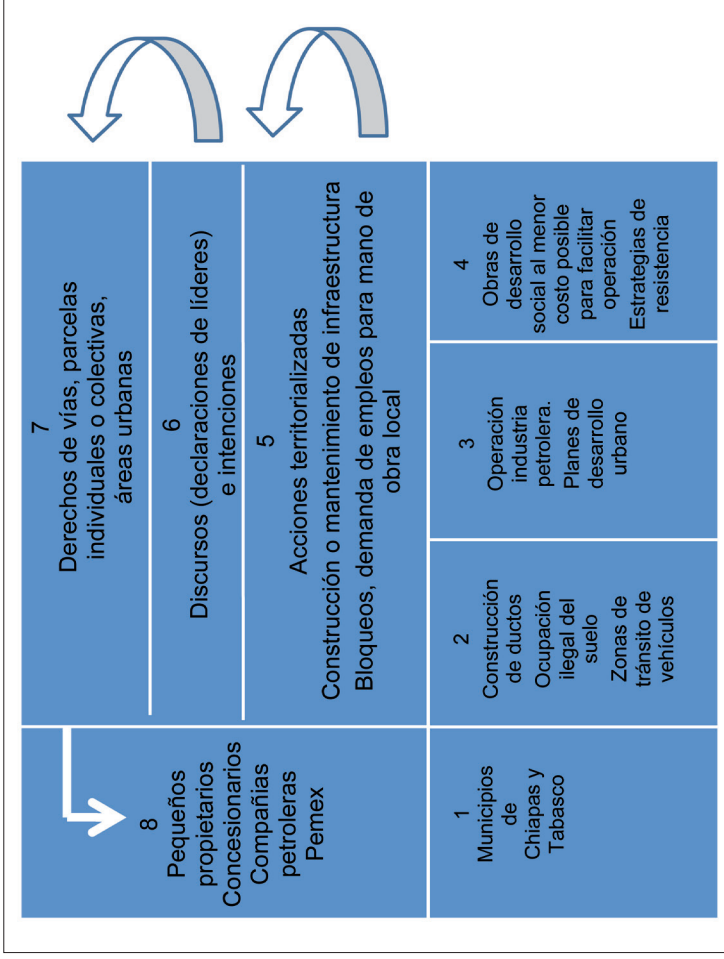 7
Derechos de vías, parcelas
individuales o colectivas,
áreas urbanas
6
Discursos (declaraciones de líderes)
e intenciones
5
Acciones territorializadas
Construcción o mantenimiento de infraestructura
Bloqueos, demanda de empleos para mano de
obra local
8
Pequeños
propietarios
Concesionarios
Compañias
petroleras
Pemex
1
Municipios
de
Chiapas y
Tabasco
2
Construcción
de ductos
Ocupación
ilegal del
suelo
Zonas de
tránsito de
vehículos
3
Operación
industria
petrolera.
Planes de
desarrollo
urbano
4
Obras de
desarrollo
social al menor
costo posible
para facilitar
operación
Estrategias de
resistencia